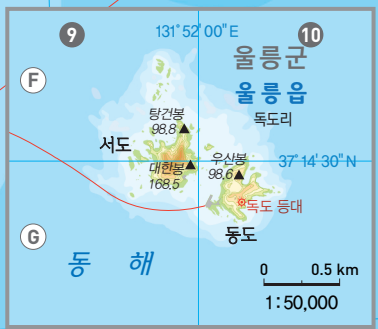 9
131° 52′ 00″ E
10
울릉군
울릉읍
독도리
F
탕건봉
98.8
서도
우산봉
98.6
37° 14′ 30″ N
대한봉
168.5
독도 등대
G
동도
동 해
0 0.5 km
1:50,000